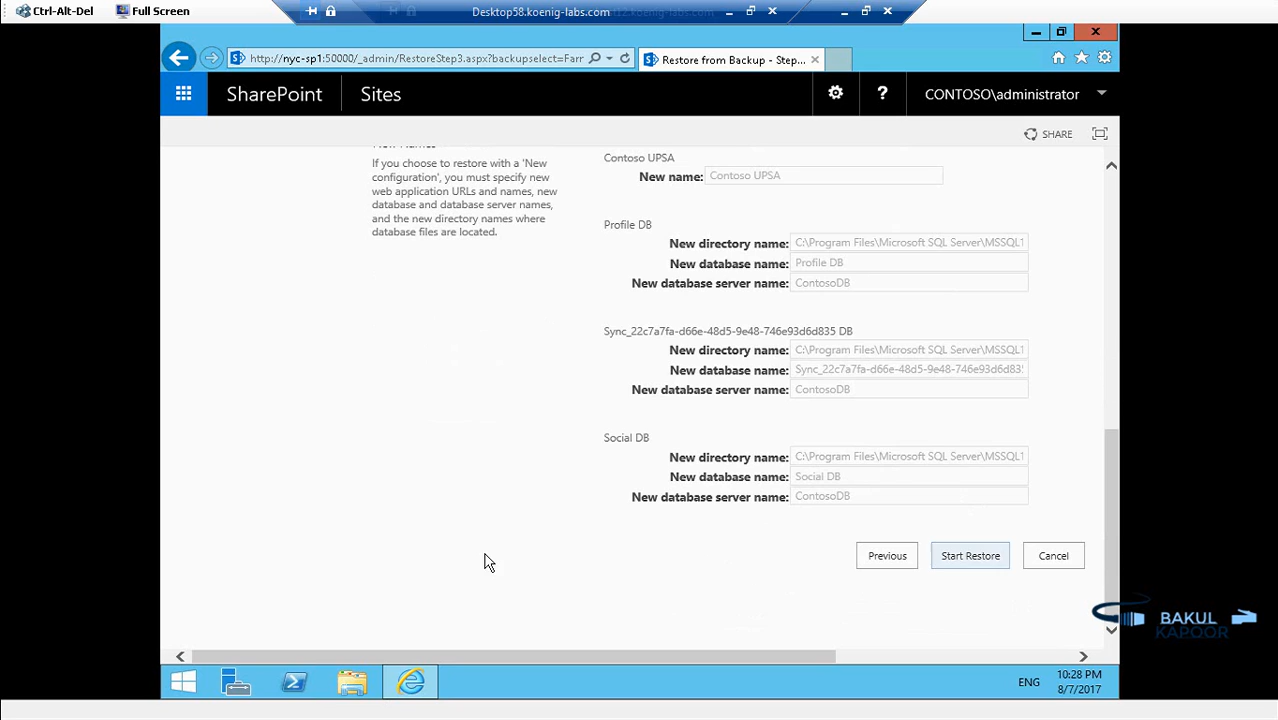 Ctrl-Alt-Del
Full Screen
Desktop58.koenig-labs.com
http://nyc-sp1:50000/_admin/RestoreStep3.aspx?backupselect=Farr
Restore from Backup - Step...
SharePoint
Sites
?
CONTOSO\administrator
SHARE
If you choose to restore with a 'New
configuration', you must specify new
web application URLs and names, new
database and database server names,
and the new directory names where
database files are located.
Contoso UPSA
New name:
Contoso UPSA
Profile DB
New directory name:
C:\Program Files\Microsoft SQL Server\MSSQL1
New database name:
Profile DB
New database server name:
ContosoDB
Sync_22c7a7fa-d66e-48d5-9e48-746e93d6d835 DB
New directory name:
C:\Program Files\Microsoft SQL Server\MSSQL1
New database name:
Sync_22c7a7fa-d66e-48d5-9e48-746e93d6d835
New database server name:
ContosoDB
Social DB
New directory name:
C:\Program Files\Microsoft SQL Server\MSSQL1
New database name:
Social DB
New database server name:
ContosoDB
Previous
Start Restore
Cancel
BAKUL
KAPOOR
ENG
10:28 PM
8/7/2017